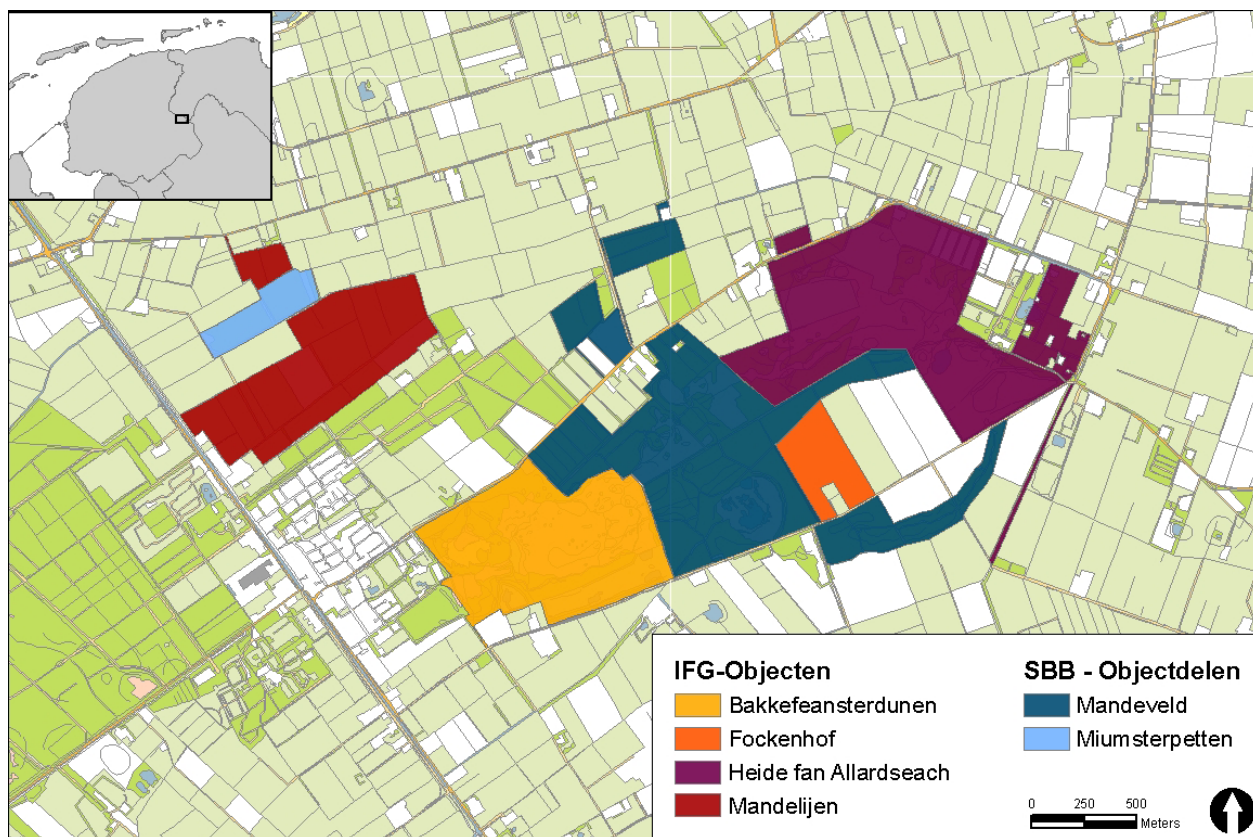 IFG-Objecten
Bakkefeansterdunen
Fockenhof
Heide fan Allardseach
Mandelijen
SBB - Objectdelen
Mandeveld
Miumsterpetten
0 250 500
Meters